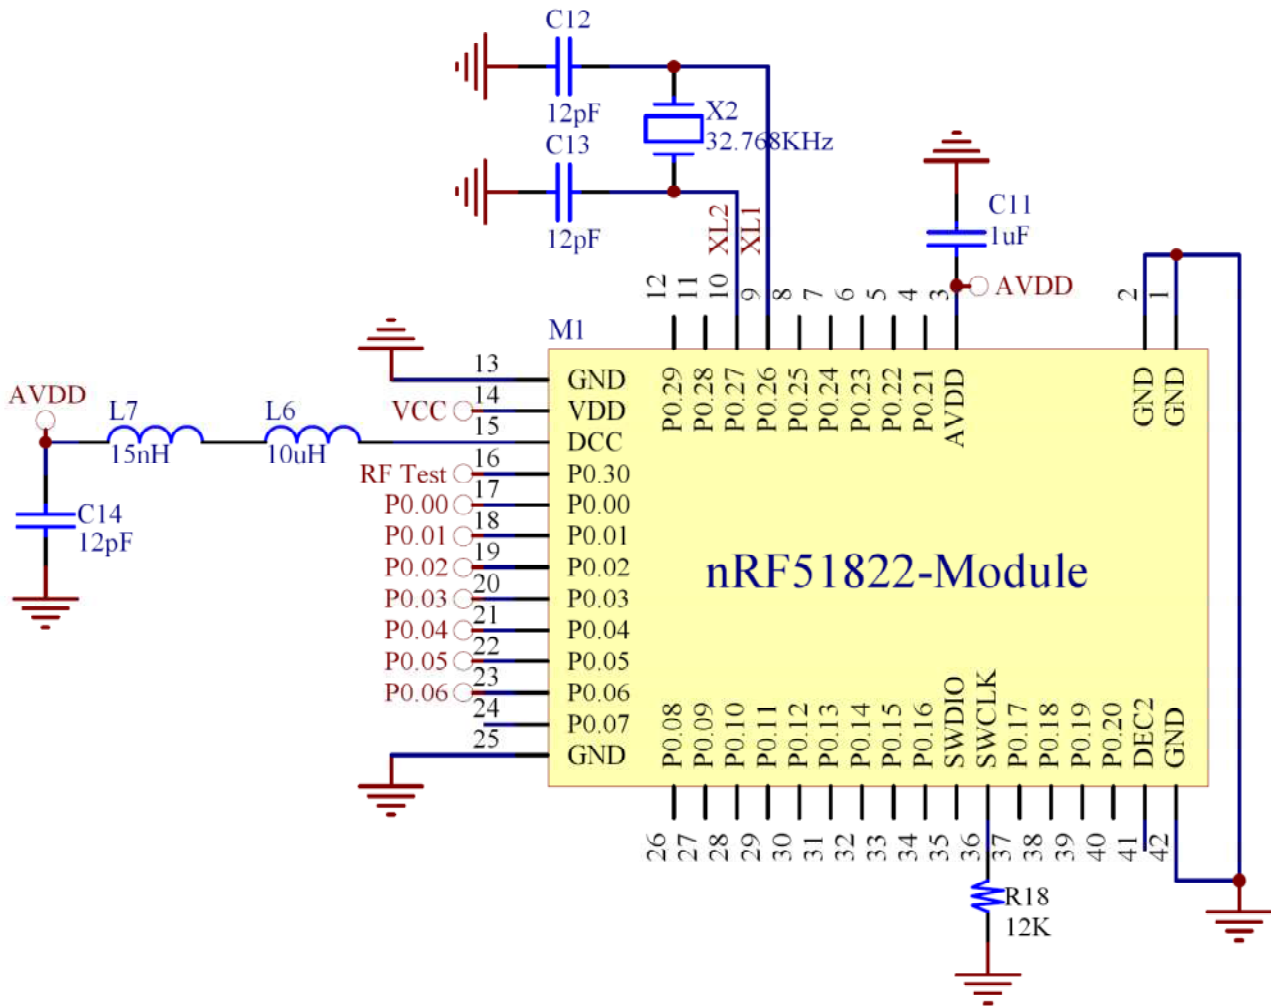 C12
12pF
X2
32.768KHz
C13
12pF
XL2
XL1
C11
1uF
AVDD
12
11
10
9
8
7
6
5
4
3
2
1
M1
P0.29
P0.28
P0.27
P0.26
P0.25
P0.24
P0.23
P0.22
P0.21
AVDD
GND
GND
13 GND
VCC 14 VDD
15 DCC
RF Test 16 P0.30
P0.00 17 P0.00
P0.01 18 P0.01
P0.02 19 P0.02
P0.03 20 P0.03
P0.04 21 P0.04
P0.05 22 P0.05
P0.06 23 P0.06
24 P0.07
25 GND
AVDD
L7
15nH
L6
10uH
C14
12pF
nRF51822-Module
P0.08
P0.09
P0.10
P0.11
P0.12
P0.13
P0.14
P0.15
P0.16
SWDIO
SWCLK
P0.17
P0.18
P0.19
P0.20
DEC2
GND
26
27
28
29
30
31
32
33
34
35
36
37
38
39
40
41
42
R18
12K